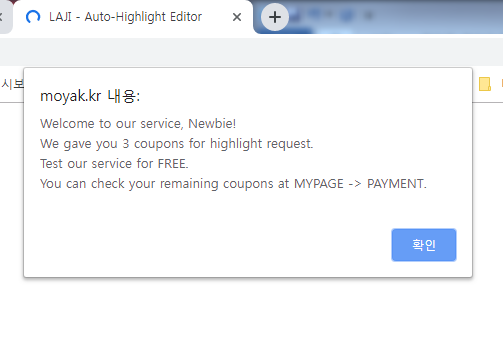 LAJI - Auto-Highlight Editor
시보
moyak.kr 내용:
Welcome to our service, Newbie!
We gave you 3 coupons for highlight request.
Test our service for FREE.
You can check your remaining coupons at MYPAGE -> PAYMENT.
확인